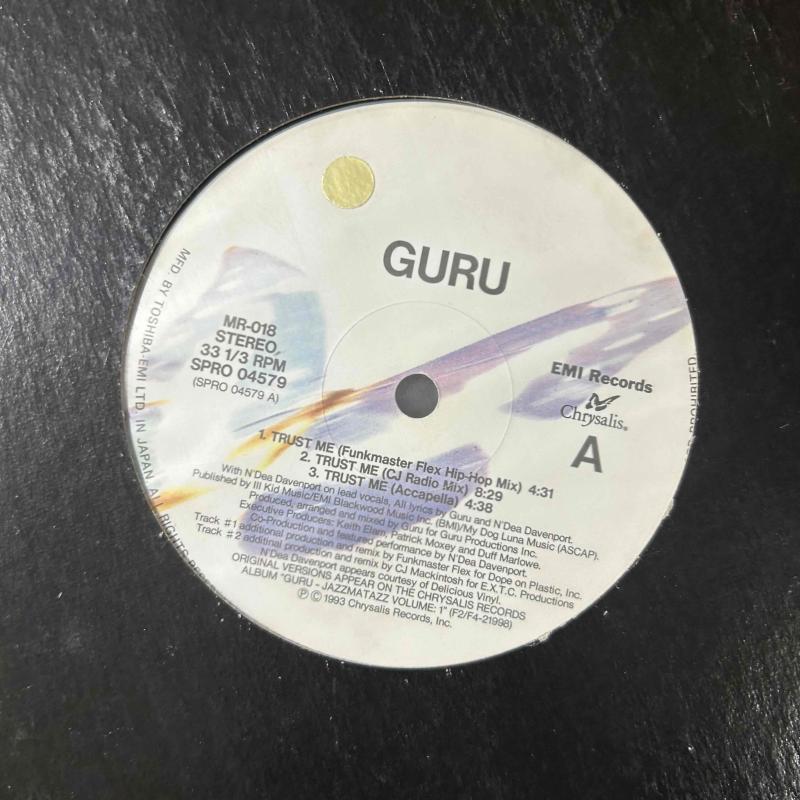 GURU
MR-018
STEREO
33 1/3 RPM
SPRO 04579
(SPRO 04579 A)
EMI Records
Chrysalis®
A
1. TRUST ME (Funkmaster Flex Hip-Hop Mix) 4:31
2. TRUST ME (CJ Radio Mix) 8:29
3. TRUST ME (Accapella) 4:38
With N'Dea Davenport on lead vocals. All lyrics by Guru and N'Dea Davenport.
Published by Ill Kid Music/EMI Blackwood Music Inc. (BMI)/My Dog Luna Music (ASCAP).
Produced, arranged and mixed by Guru for Guru Productions Inc.
Executive Producers: Keith Elam, Patrick Moxey and Duff Marlowe.
Co-Production and featured performance by N'Dea Davenport.
Track #1 additional production and remix by Funkmaster Flex for Dope on Plastic, Inc.
Track #2 additinal production and remix by CJ Mackintosh for E.X.T.C. Productions
N'Dea Davenport appears courtesy of Delicious Vinyl.
ORIGINAL VERSIONS APPEAR ON THE CHRYSALIS RECORDS
ALBUM "GURU - JAZZMATAZZ VOLUME: 1" (F2/F4-21998)
℗ © 1993 Chrysalis Records, Inc.
MFD. BY TOSHIBA-EMI LTD. IN JAPAN ALL RIGHTS
PROHIBITED